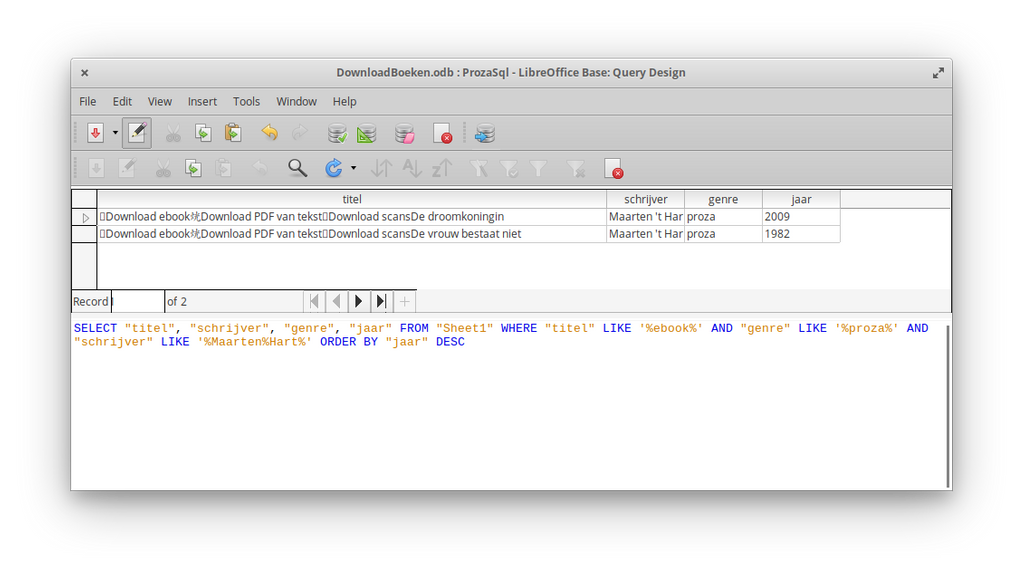 DownloadBoeken.odb : ProzaSql - LibreOffice Base: Query Design
File Edit View Insert Tools Window Help
titel schrijver genre jaar
Download ebook Download PDF van tekst Download scansDe droomkoningin Maarten 't Har proza 2009
Download ebook Download PDF van tekst Download scansDe vrouw bestaat niet Maarten 't Har proza 1982
Record 1 of 2
SELECT "titel", "schrijver", "genre", "jaar" FROM "Sheet1" WHERE "titel" LIKE '%ebook%' AND "genre" LIKE '%proza%' AND
"schrijver" LIKE '%Maarten%Hart%' ORDER BY "jaar" DESC